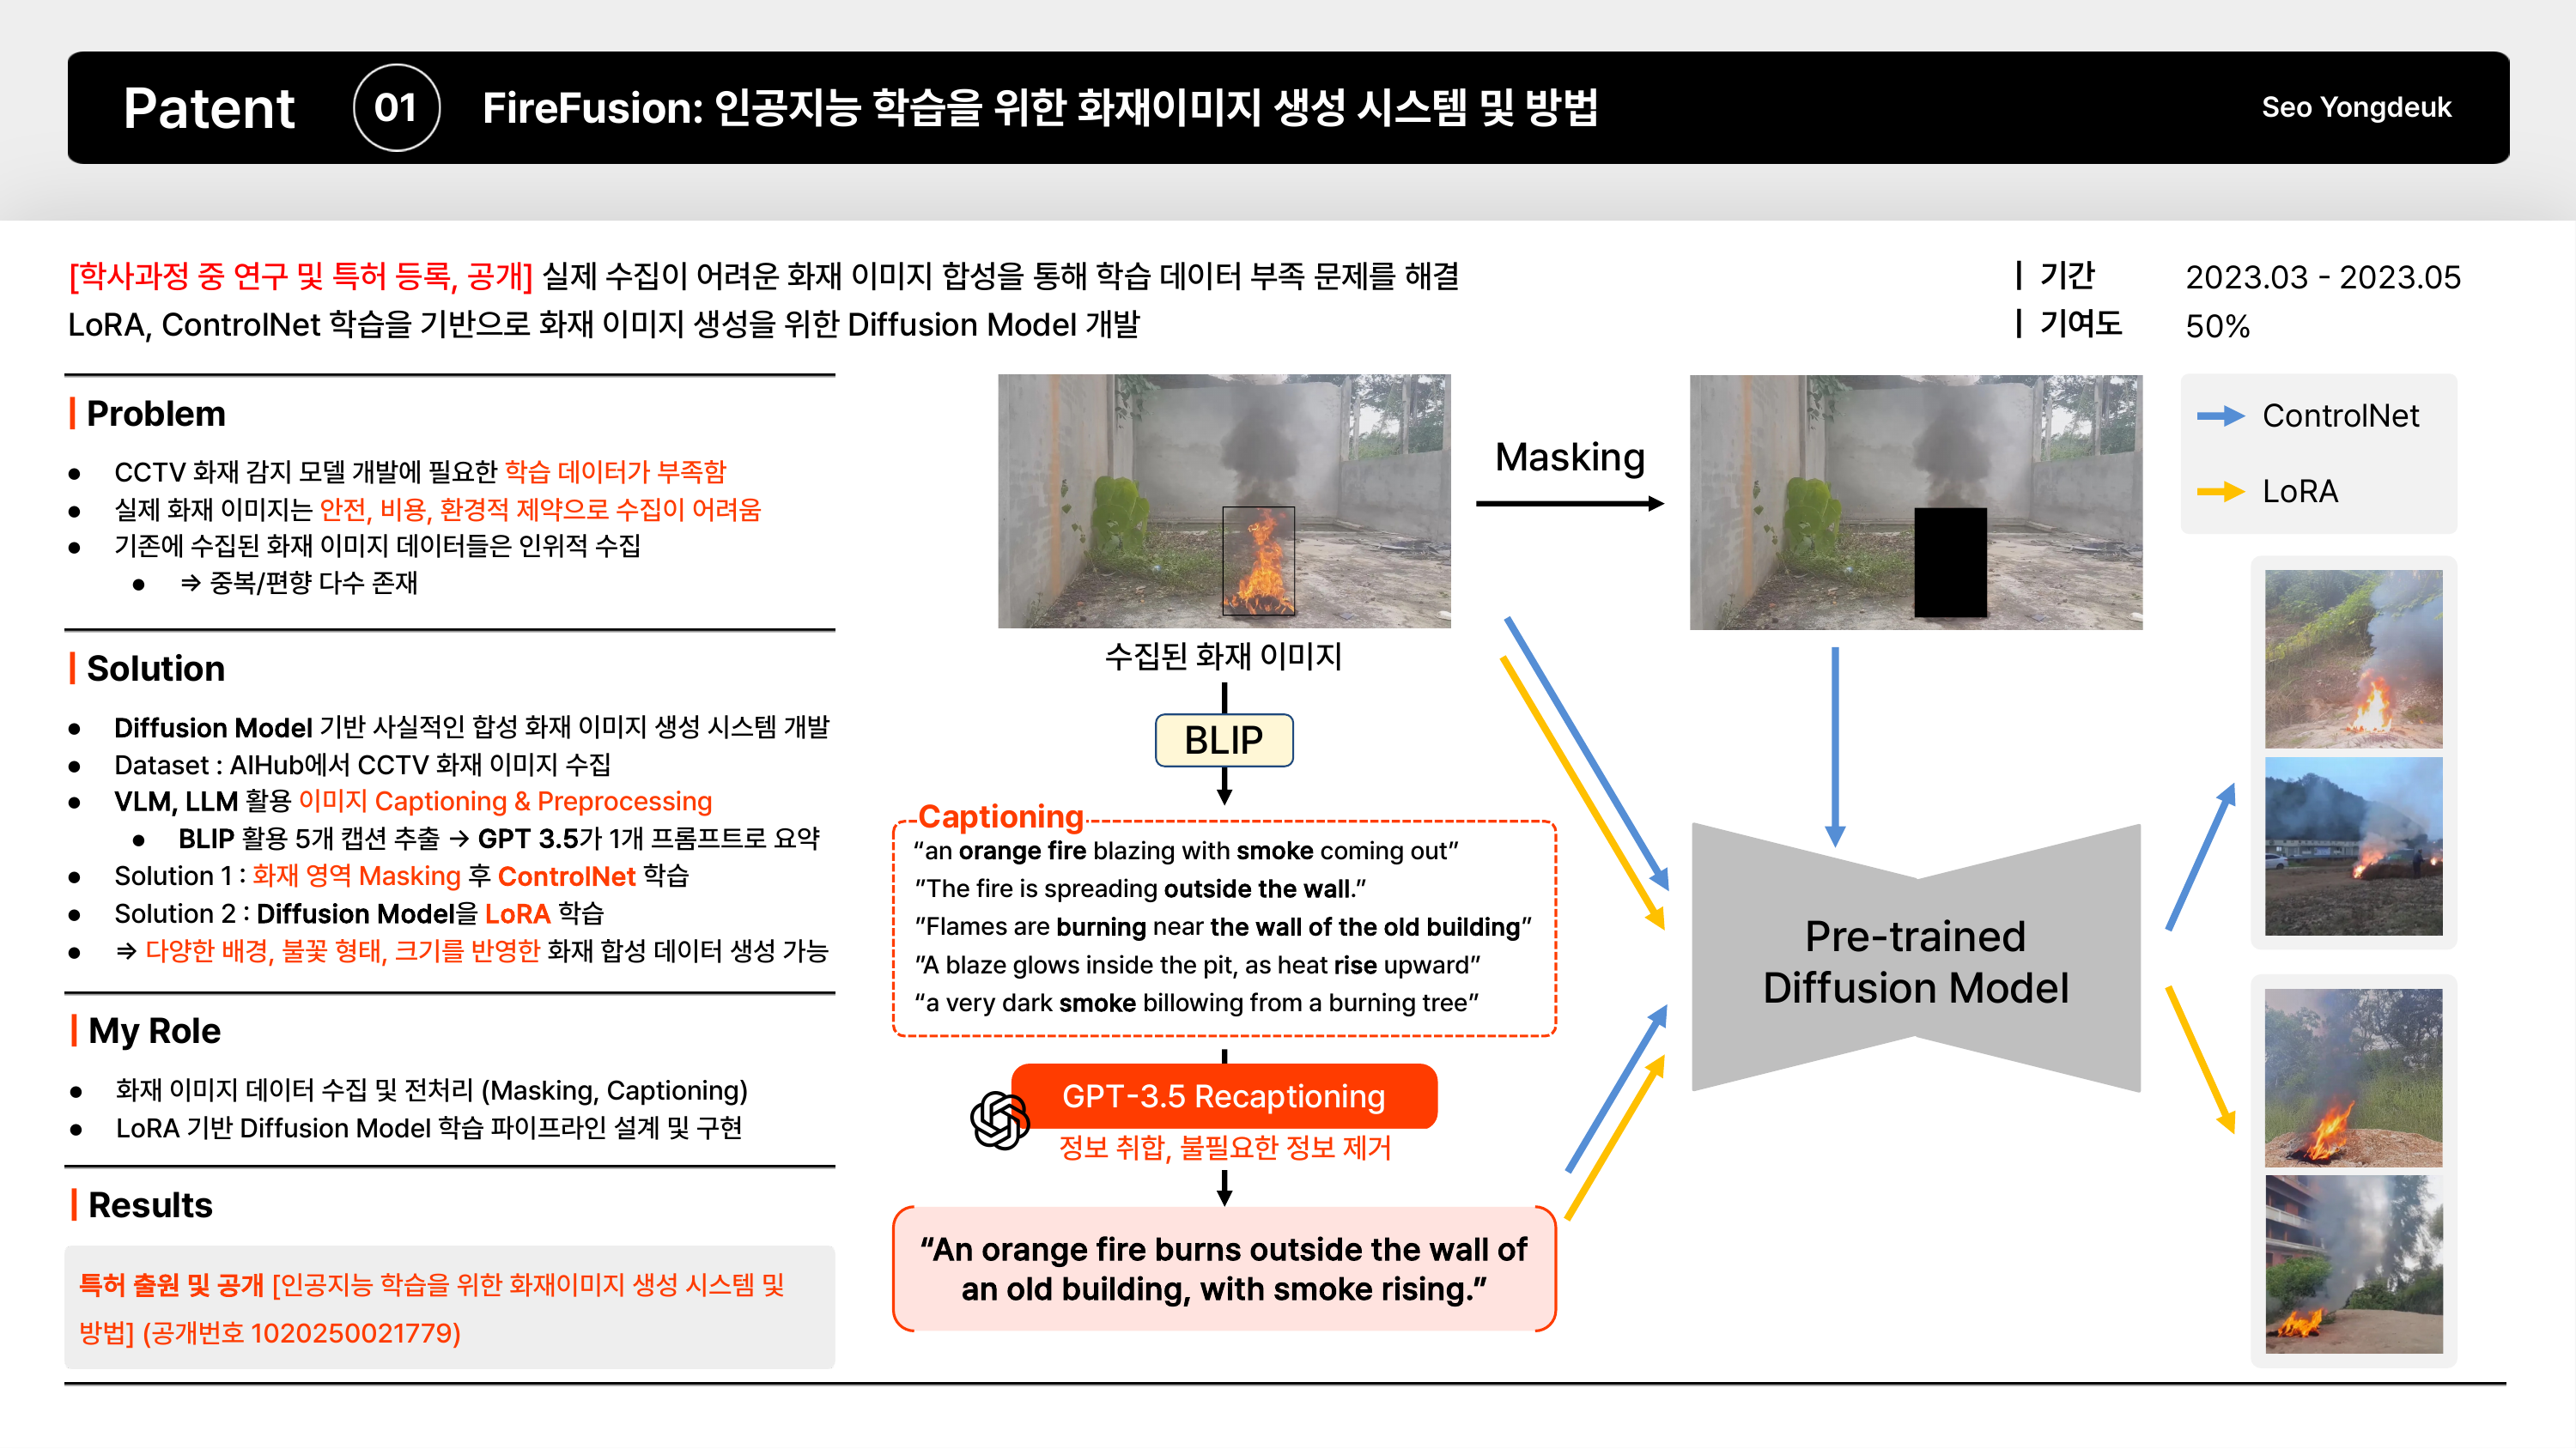 Patent
01
FireFusion: 인공지능 학습을 위한 화재이미지 생성 시스템 및 방법
Seo Yongdeuk
[학사과정 중 연구 및 특허 등록, 공개] 실제 수집이 어려운 화재 이미지 합성을 통해 학습 데이터 부족 문제를 해결
LoRA, ControlNet 학습을 기반으로 화재 이미지 생성을 위한 Diffusion Model 개발
| 기간 2023.03 - 2023.05
| 기여도 50%
| Problem
● CCTV 화재 감지 모델 개발에 필요한 학습 데이터가 부족함
● 실제 화재 이미지는 안전, 비용, 환경적 제약으로 수집이 어려움
● 기존에 수집된 화재 이미지 데이터들은 인위적 수집
● ⇒ 중복/편향 다수 존재
| Solution
● Diffusion Model 기반 사실적인 합성 화재 이미지 생성 시스템 개발
● Dataset : AIHub에서 CCTV 화재 이미지 수집
● VLM, LLM 활용 이미지 Captioning & Preprocessing
● BLIP 활용 5개 캡션 추출 → GPT 3.5가 1개 프롬프트로 요약
● Solution 1 : 화재 영역 Masking 후 ControlNet 학습
● Solution 2 : Diffusion Model을 LoRA 학습
● ⇒ 다양한 배경, 불꽃 형태, 크기를 반영한 화재 합성 데이터 생성 가능
| My Role
● 화재 이미지 데이터 수집 및 전처리 (Masking, Captioning)
● LoRA 기반 Diffusion Model 학습 파이프라인 설계 및 구현
| Results
특허 출원 및 공개 [인공지능 학습을 위한 화재이미지 생성 시스템 및
방법] (공개번호 1020250021779)
수집된 화재 이미지
BLIP
Captioning
“an orange fire blazing with smoke coming out”
”The fire is spreading outside the wall.”
”Flames are burning near the wall of the old building”
”A blaze glows inside the pit, as heat rise upward”
“a very dark smoke billowing from a burning tree”
GPT-3.5 Recaptioning
정보 취합, 불필요한 정보 제거
“An orange fire burns outside the wall of
an old building, with smoke rising.”
Masking
Pre-trained
Diffusion Model
ControlNet
LoRA